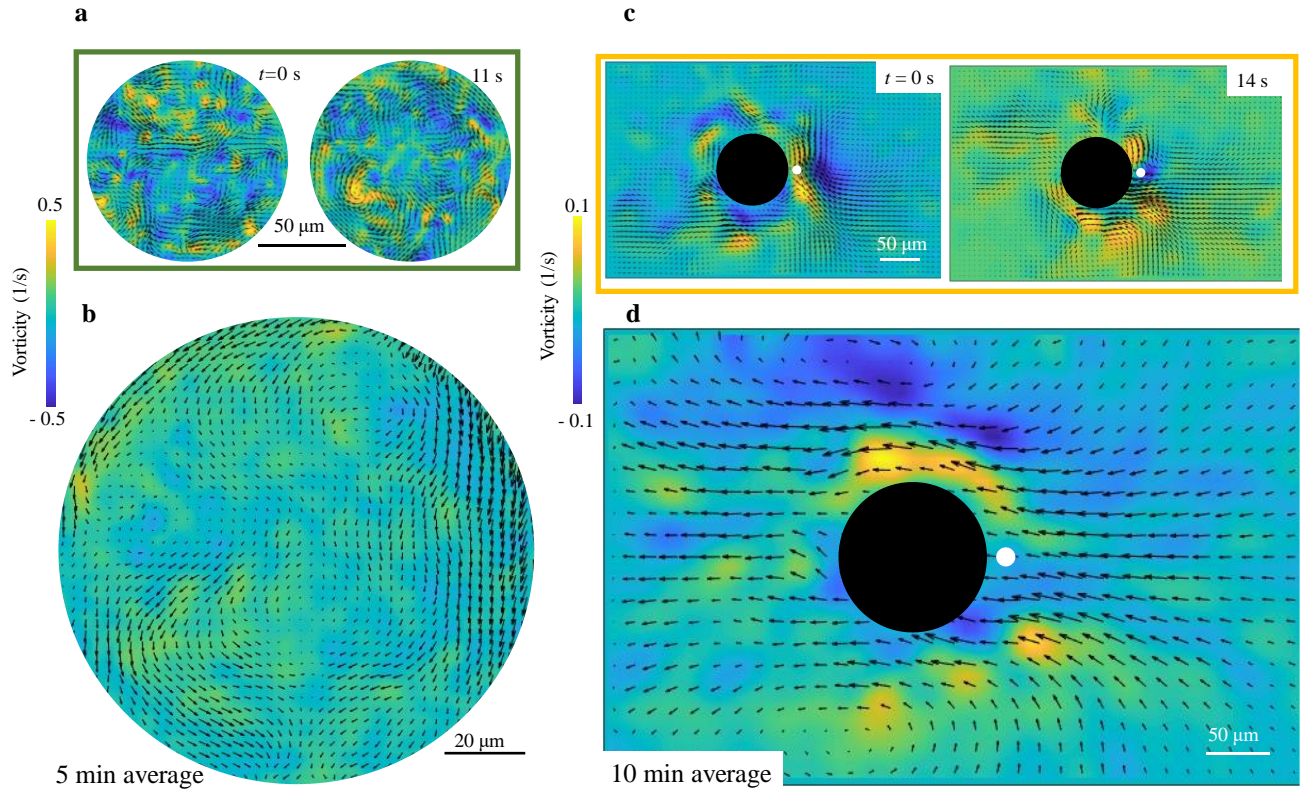 a
t=0 s
11 s
50 μm
0.5
Vorticity (1/s)
- 0.5
b
20 μm
5 min average
c
t = 0 s
14 s
50 μm
0.1
Vorticity (1/s)
- 0.1
d
50 μm
10 min average